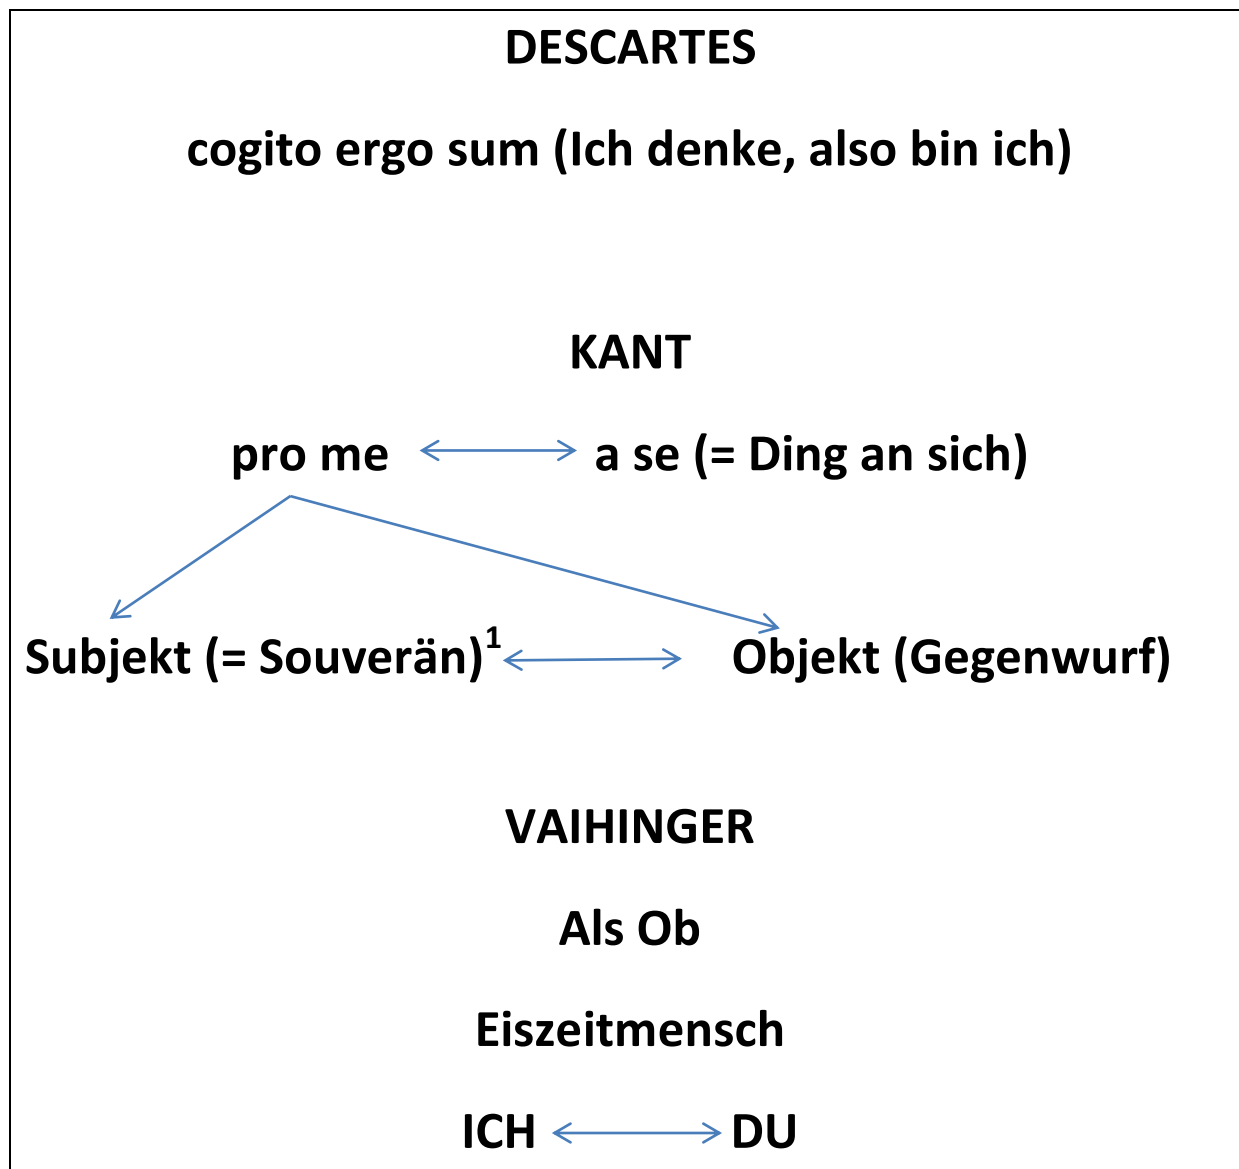 DESCARTES
cogito ergo sum (Ich denke, also bin ich)
KANT
pro me a se (= Ding an sich)
Subjekt (= Souverän)1 Objekt (Gegenwurf)
VAIHINGER
Als Ob
Eiszeitmensch
ICH DU